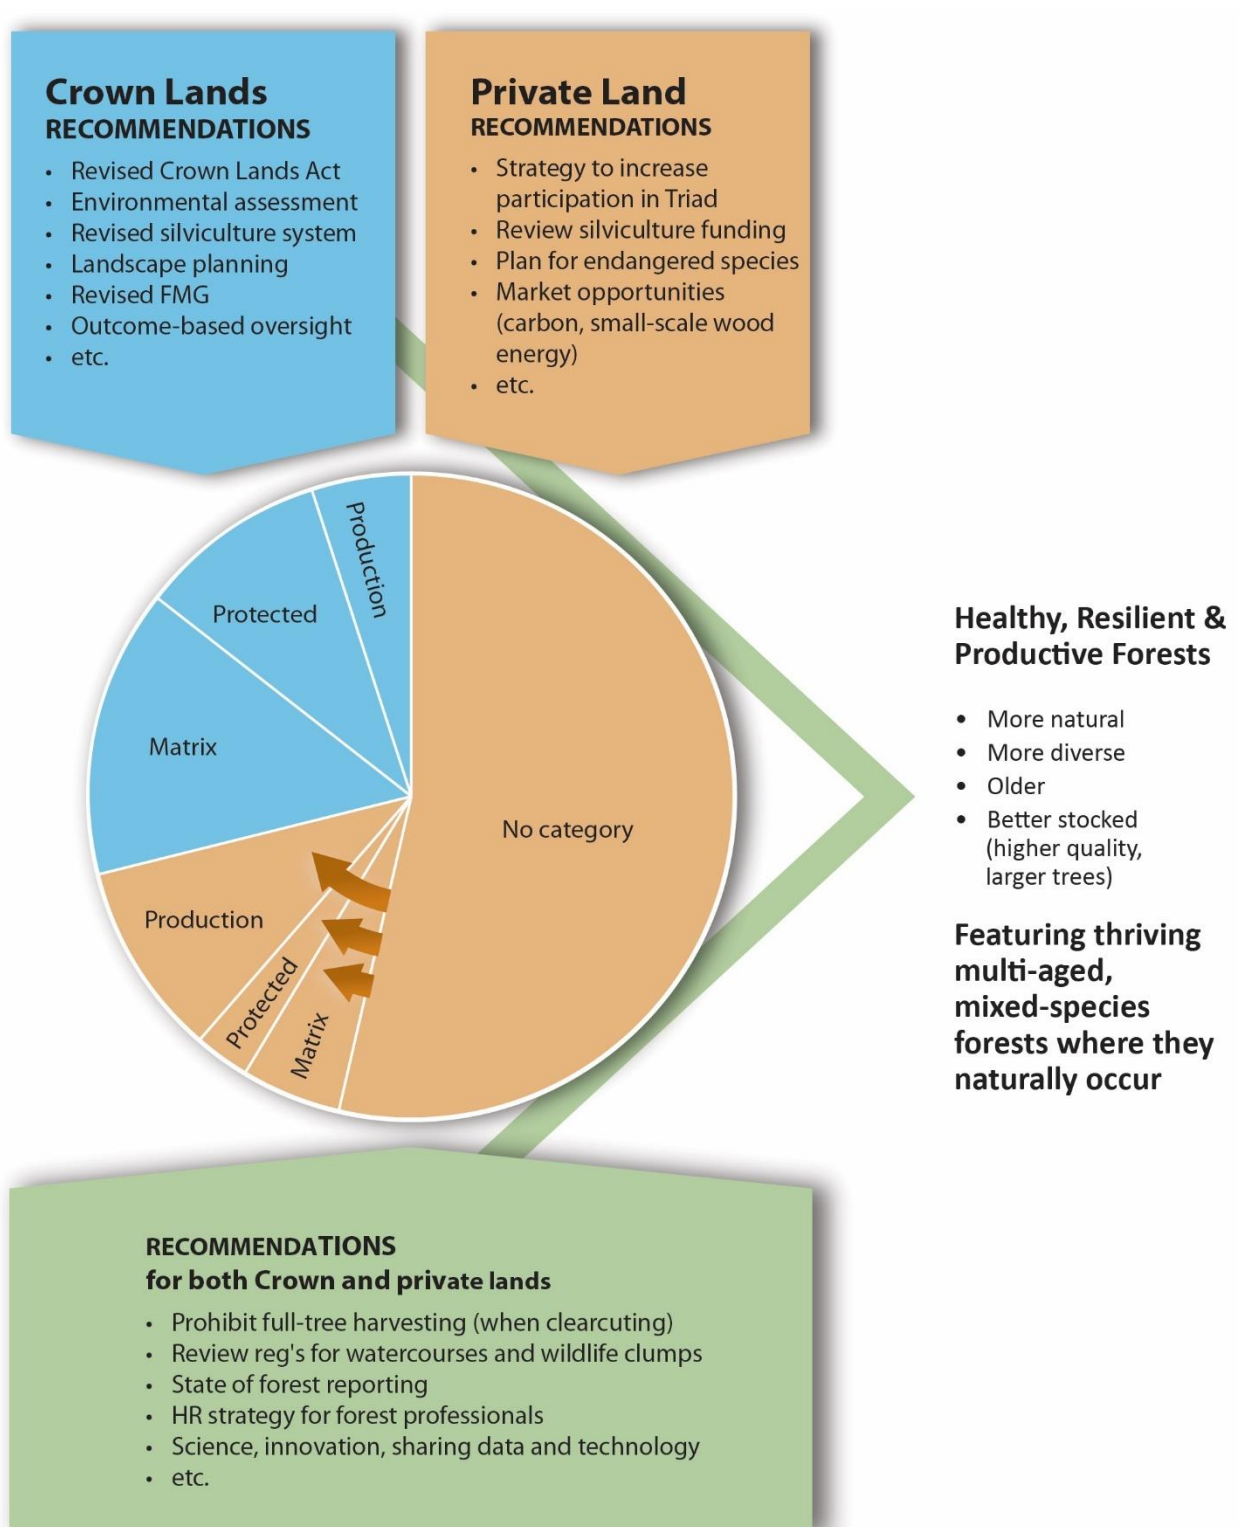 Crown Lands
RECOMMENDATIONS
• Revised Crown Lands Act
• Environmental assessment
• Revised silviculture system
• Landscape planning
• Revised FMG
• Outcome-based oversight
• etc.
Private Land
RECOMMENDATIONS
• Strategy to increase
participation in Triad
• Review silviculture funding
• Plan for endangered species
• Market opportunities
(carbon, small-scale wood
energy)
• etc.
Production
Protected
Matrix
No category
Production
Protected
Matrix
Healthy, Resilient &
Productive Forests
• More natural
• More diverse
• Older
• Better stocked
(higher quality,
larger trees)
Featuring thriving
multi-aged,
mixed-species
forests where they
naturally occur
RECOMMENDATIONS
for both Crown and private lands
• Prohibit full-tree harvesting (when clearcuting)
• Review reg's for watercourses and wildlife clumps
• State of forest reporting
• HR strategy for forest professionals
• Science, innovation, sharing data and technology
• etc.